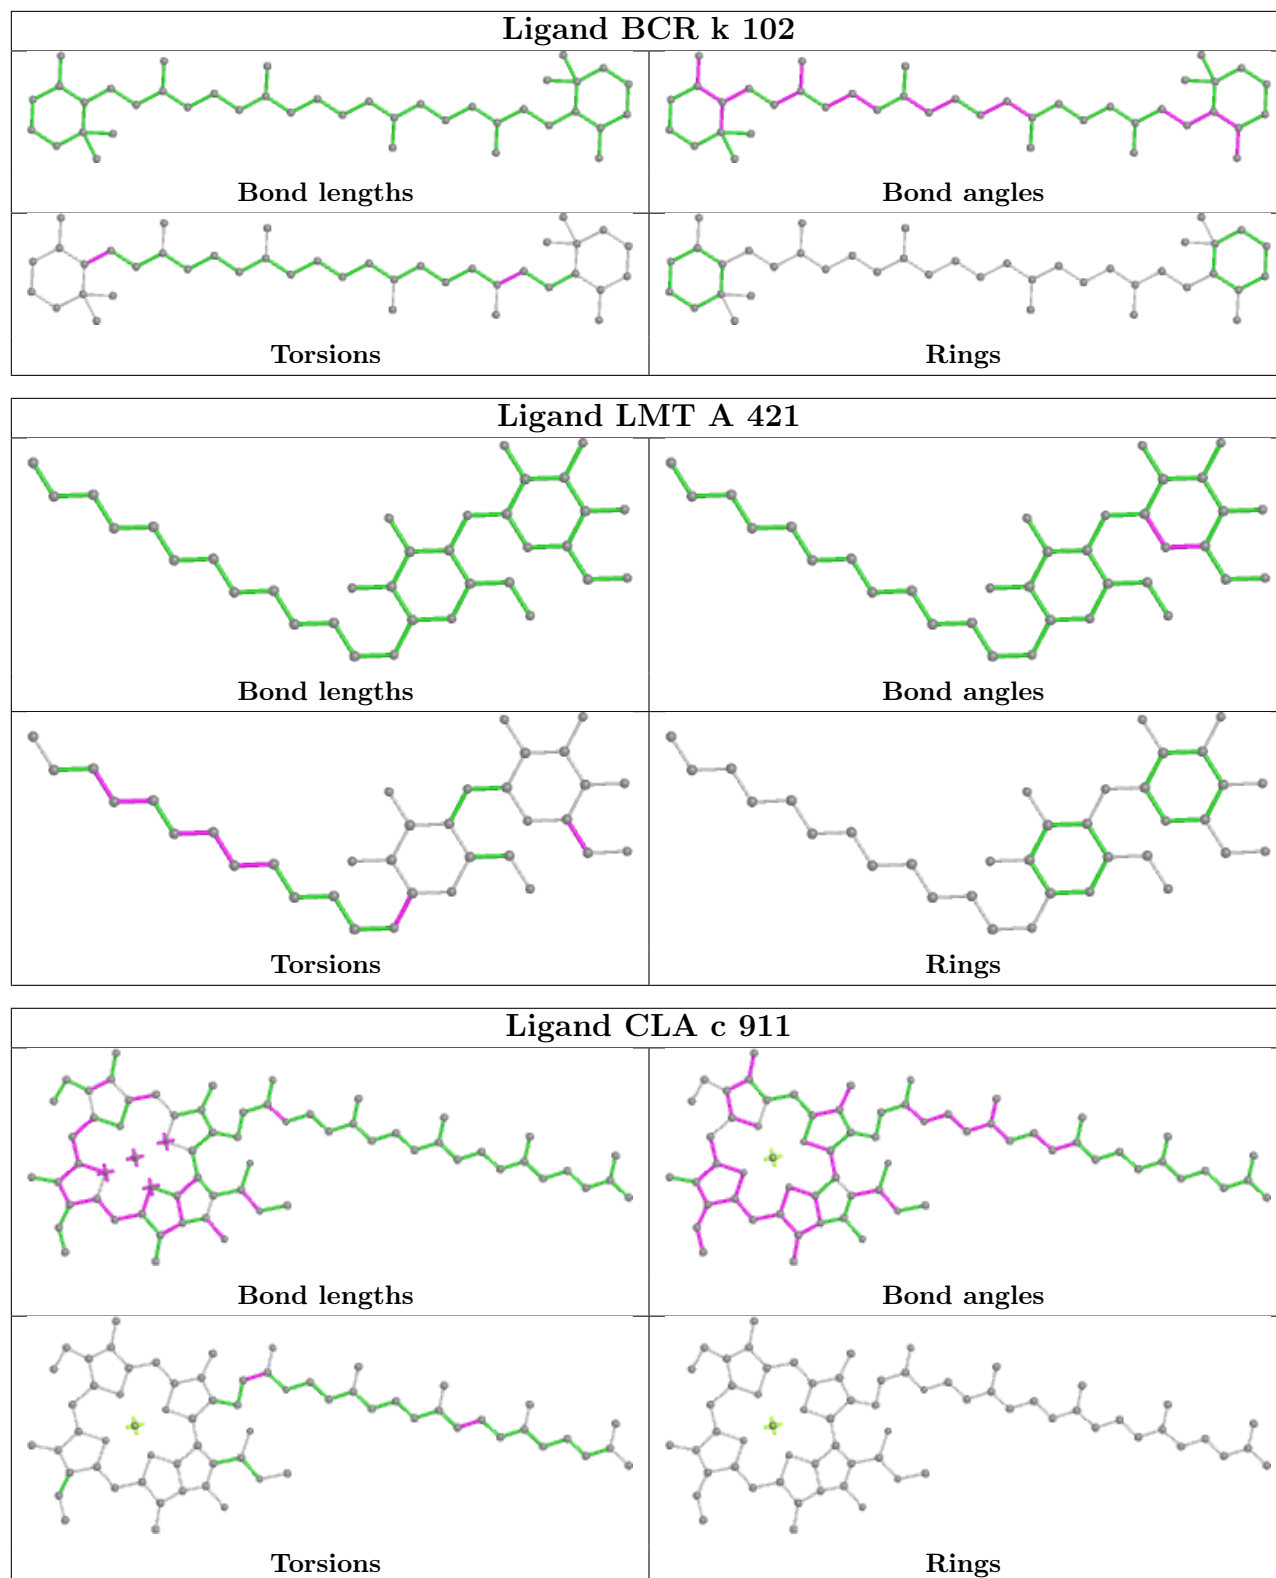 Ligand BCR k 102
Bond lengths
Bond angles
Torsions
Rings
Ligand LMT A 421
Bond lengths
Bond angles
Torsions
Rings
Ligand CLA c 911
Bond lengths
Bond angles
Torsions
Rings